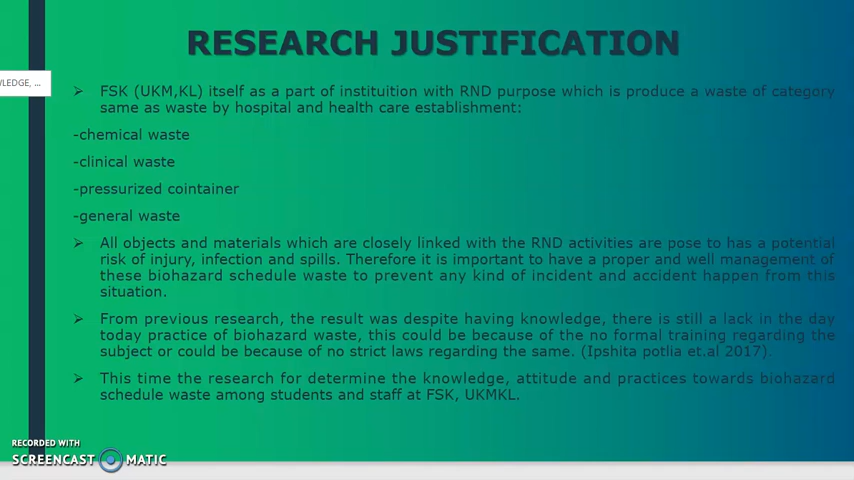 RESEARCH JUSTIFICATION
LEDGE, ...
➢ FSK (UKM,KL) itself as a part of instituition with RND purpose which is produce a waste of category
same as waste by hospital and health care establishment:
-chemical waste
-clinical waste
-pressurized cointainer
-general waste
➢ All objects and materials which are closely linked with the RND activities are pose to has a potential
risk of injury, infection and spills. Therefore it is important to have a proper and well management of
these biohazard schedule waste to prevent any kind of incident and accident happen from this
situation.
➢ From previous research, the result was despite having knowledge, there is still a lack in the day
today practice of biohazard waste, this could be because of the no formal training regarding the
subject or could be because of no strict laws regarding the same. (Ipshita potlia et.al 2017).
➢ This time the research for determine the knowledge, attitude and practices towards biohazard
schedule waste among students and staff at FSK, UKMKL.
RECORDED WITH
SCREENCAST MATIC